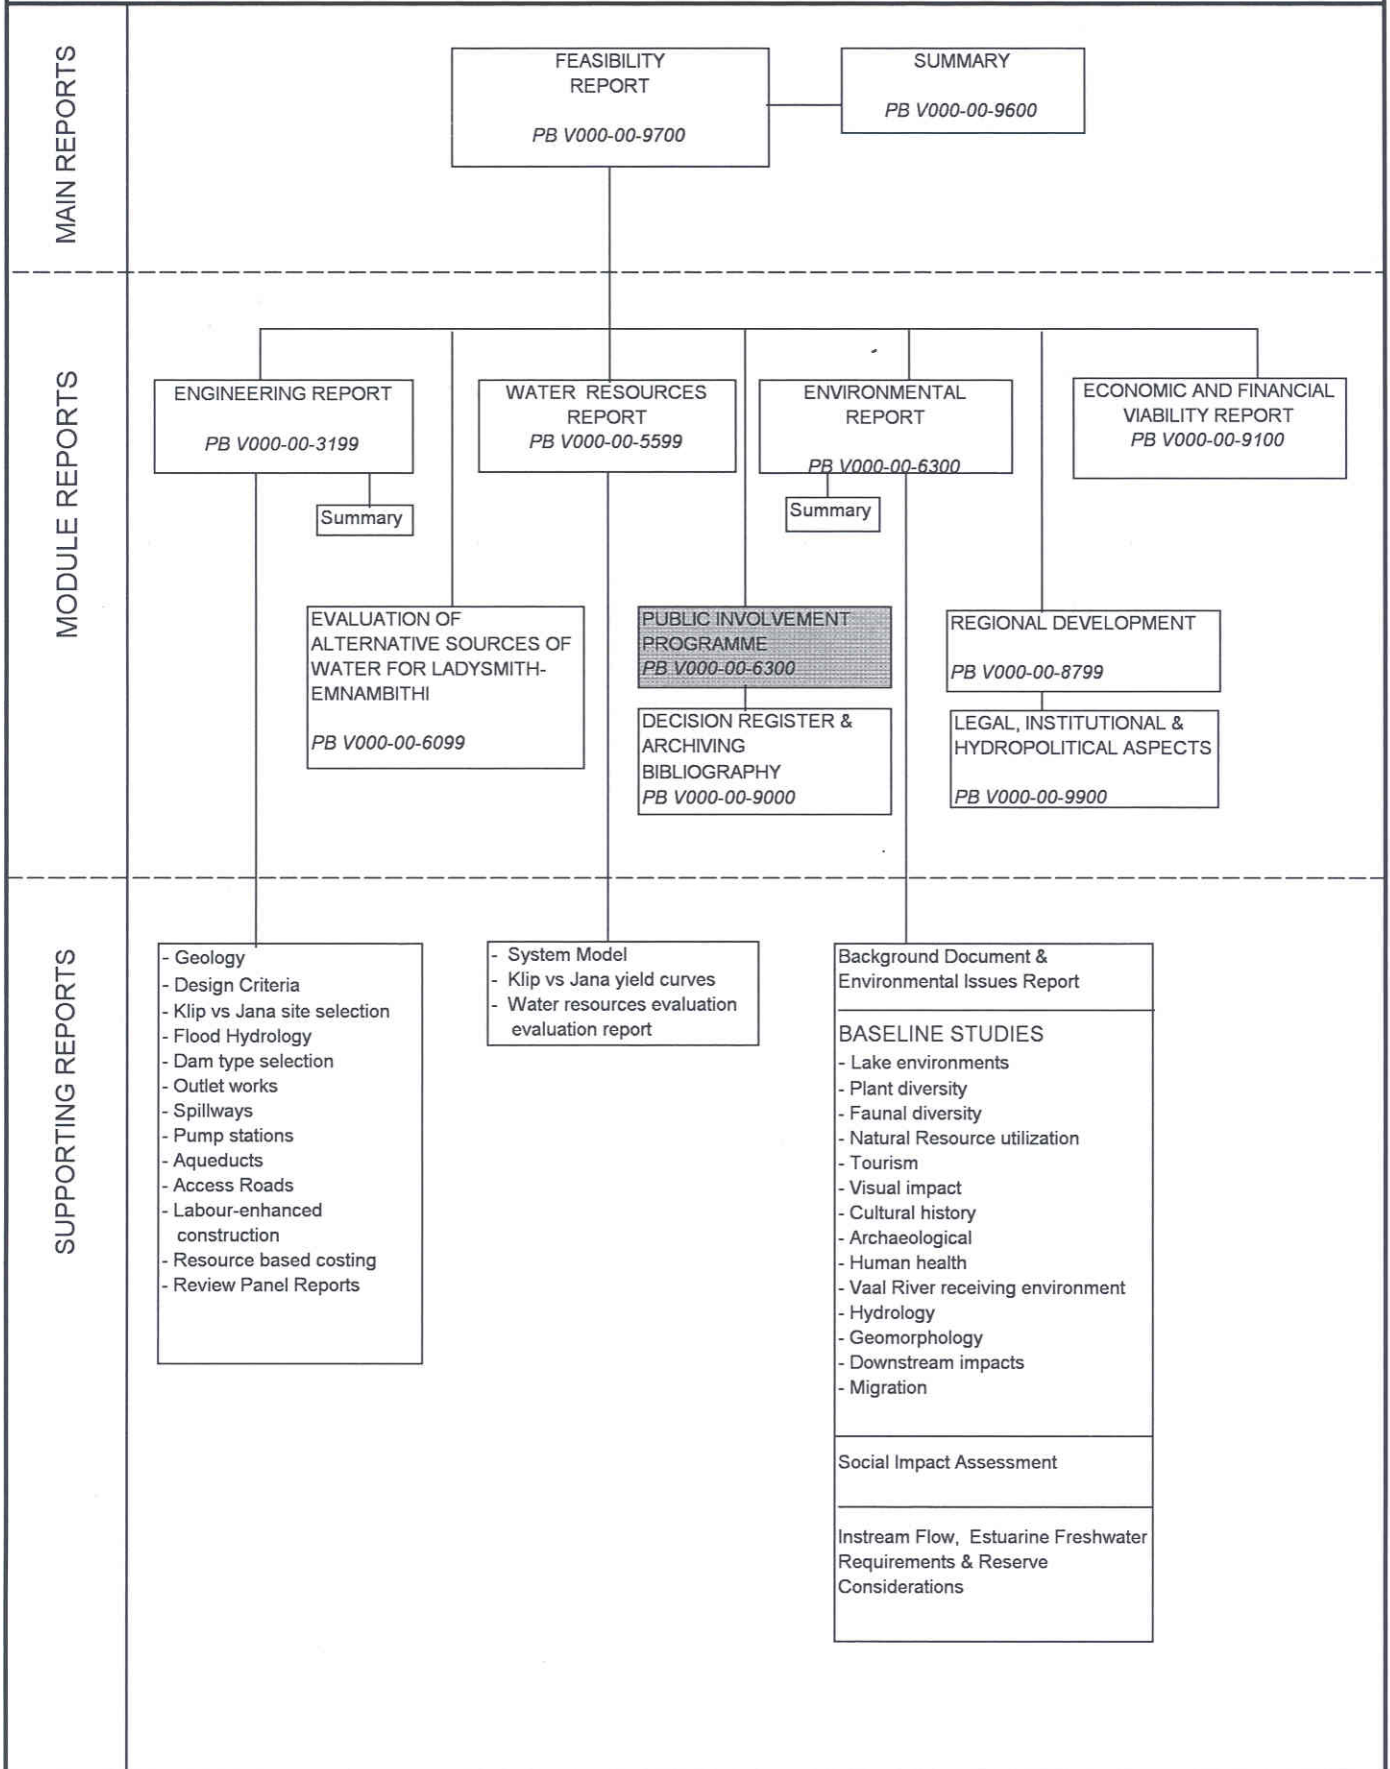 MAIN REPORTS
FEASIBILITY
REPORT
PB V000-00-9700
SUMMARY
PB V000-00-9600
MODULE REPORTS
ENGINEERING REPORT
PB V000-00-3199
Summary
WATER RESOURCES
REPORT
PB V000-00-5599
ENVIRONMENTAL
REPORT
PB V000-00-6300
Summary
ECONOMIC AND FINANCIAL
VIABILITY REPORT
PB V000-00-9100
EVALUATION OF
ALTERNATIVE SOURCES OF
WATER FOR LADYSMITH-
EMNAMBITHI
PB V000-00-6099
PUBLIC INVOLVEMENT
PROGRAMME
PB V000-00-6300
DECISION REGISTER &
ARCHIVING
BIBLIOGRAPHY
PB V000-00-9000
REGIONAL DEVELOPMENT
PB V000-00-8799
LEGAL, INSTITUTIONAL &
HYDROPOLITICAL ASPECTS
PB V000-00-9900
SUPPORTING REPORTS
- Geology
- Design Criteria
- Klip vs Jana site selection
- Flood Hydrology
- Dam type selection
- Outlet works
- Spillways
- Pump stations
- Aqueducts
- Access Roads
- Labour-enhanced
construction
- Resource based costing
- Review Panel Reports
- System Model
- Klip vs Jana yield curves
- Water resources evaluation
evaluation report
Background Document &
Environmental Issues Report
BASELINE STUDIES
- Lake environments
- Plant diversity
- Faunal diversity
- Natural Resource utilization
- Tourism
- Visual impact
- Cultural history
- Archaeological
- Human health
- Vaal River receiving environment
- Hydrology
- Geomorphology
- Downstream impacts
- Migration
Social Impact Assessment
Instream Flow, Estuarine Freshwater
Requirements & Reserve
Considerations